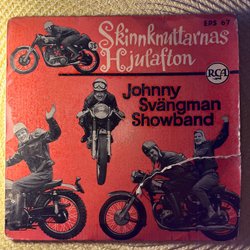 EPS 67
Skinnknuttarnas
Hjulafton
RCA
Johnny
Svängman
Showband